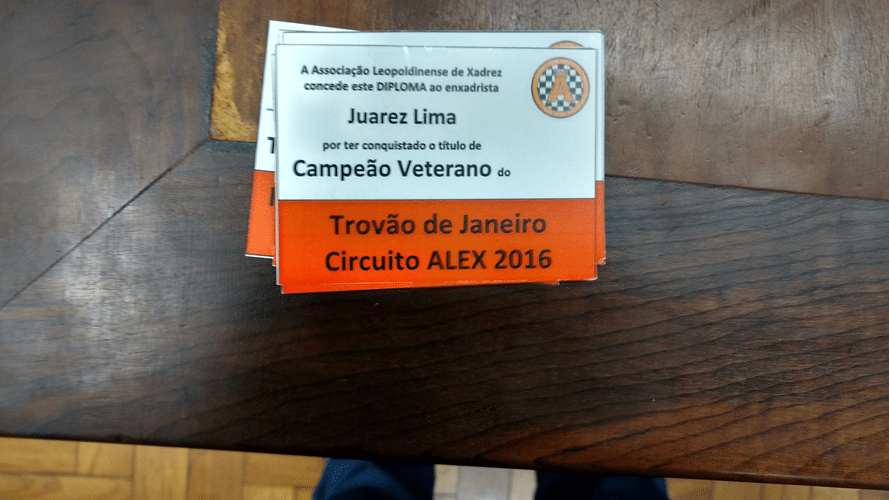 A Associação Leopoldinense de Xadrez
concede este DIPLOMA ao enxadrista
Juarez Lima
por ter conquistado o título de
Campeão Veterano do
Trovão de Janeiro
Circuito ALEX 2016